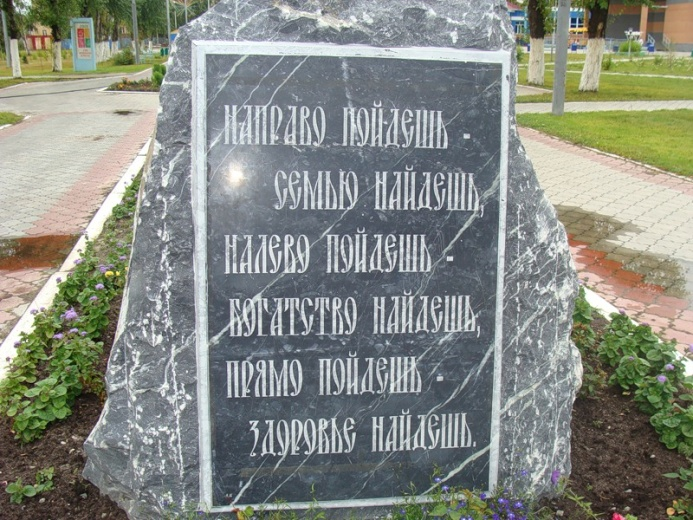 НАПРАВО ПОЙДЕШЬ -
СЕМЬЮ НАЙДЕШЬ,
НАЛЕВО ПОЙДЕШЬ -
БОГАТСТВО НАЙДЕШЬ,
ПРЯМО ПОЙДЕШЬ -
ЗДОРОВЬЕ НАЙДЕШЬ.